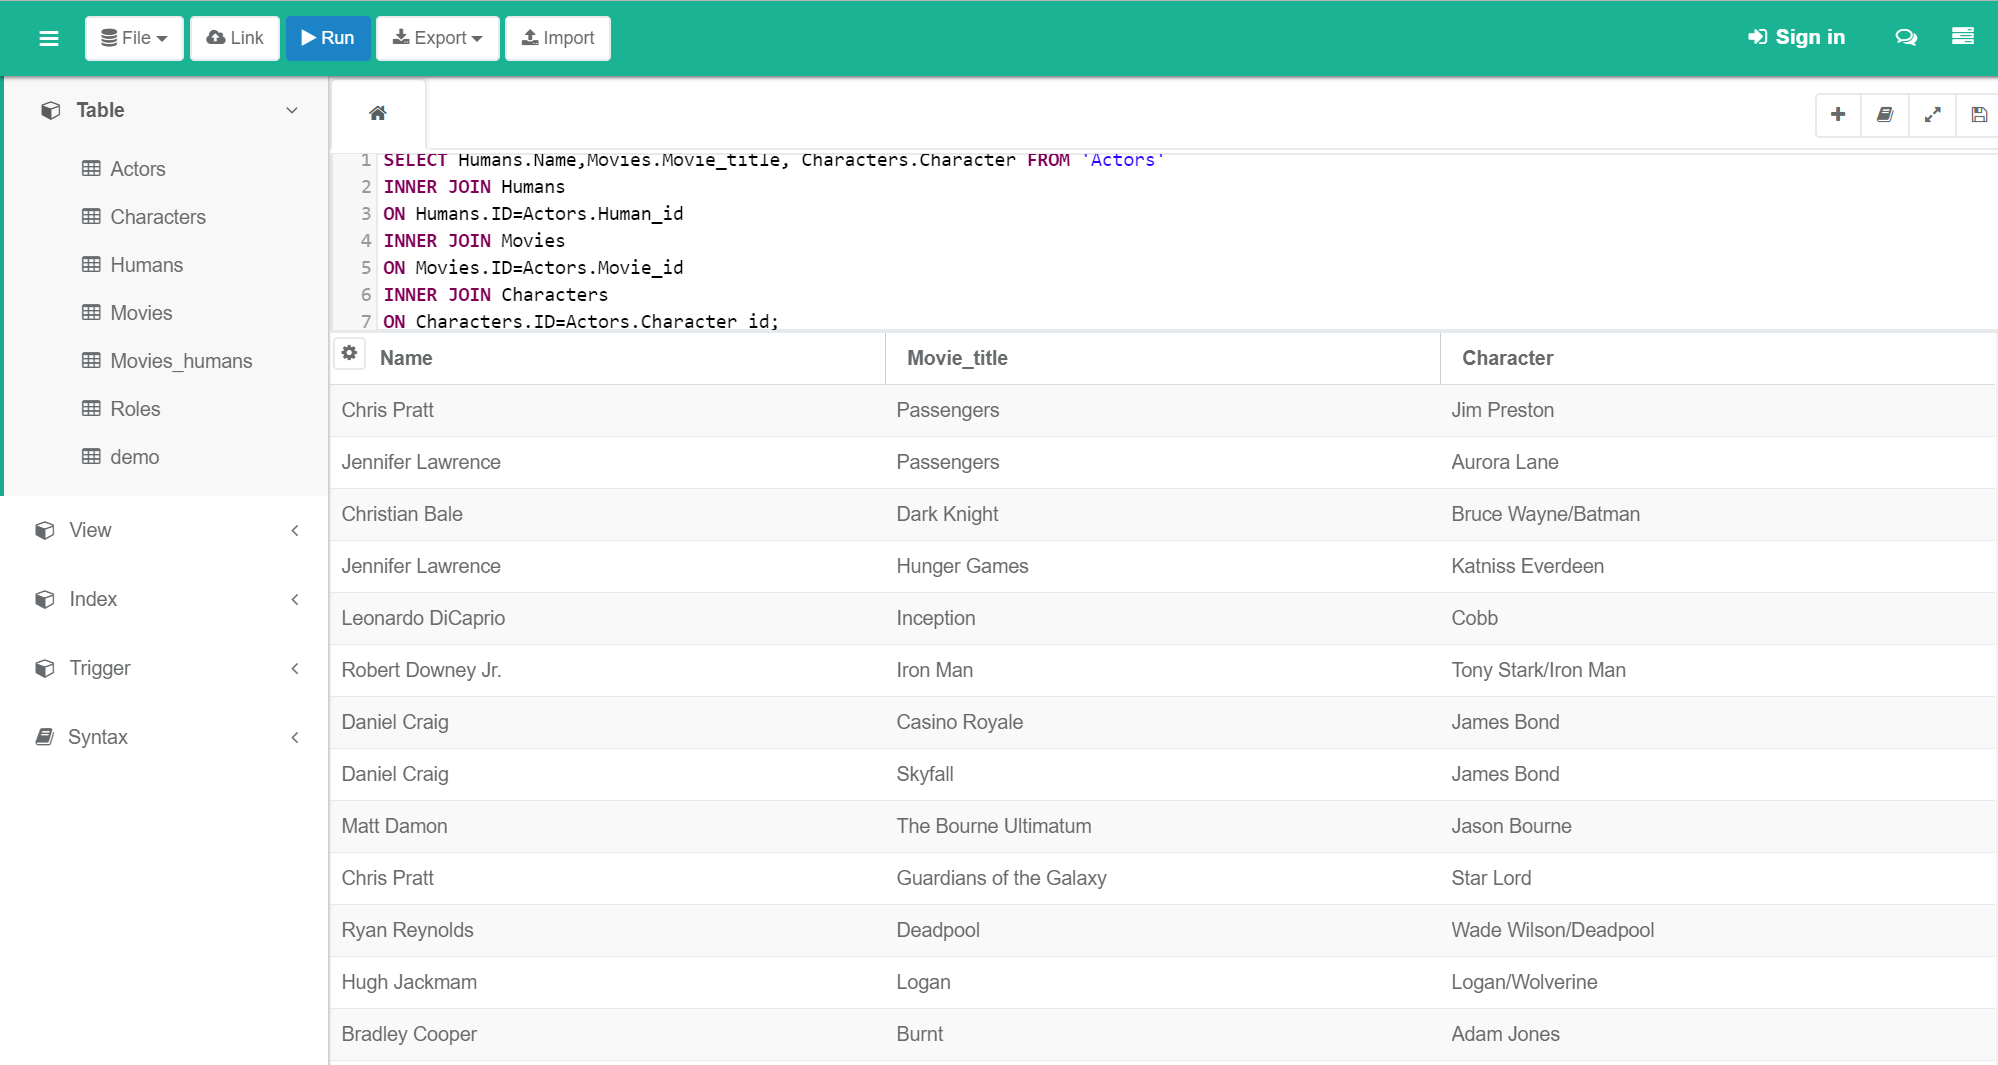 File Link Run Export Import Sign in
Table
Actors
Characters
Humans
Movies
Movies_humans
Roles
demo
View
Index
Trigger
Syntax
1 SELECT Humans.Name,Movies.Movie_title, Characters.Character FROM 'Actors'
2 INNER JOIN Humans
3 ON Humans.ID=Actors.Human_id
4 INNER JOIN Movies
5 ON Movies.ID=Actors.Movie_id
6 INNER JOIN Characters
7 ON Characters.ID=Actors.Character_id;
Name Movie_title Character
Chris Pratt Passengers Jim Preston
Jennifer Lawrence Passengers Aurora Lane
Christian Bale Dark Knight Bruce Wayne/Batman
Jennifer Lawrence Hunger Games Katniss Everdeen
Leonardo DiCaprio Inception Cobb
Robert Downey Jr. Iron Man Tony Stark/Iron Man
Daniel Craig Casino Royale James Bond
Daniel Craig Skyfall James Bond
Matt Damon The Bourne Ultimatum Jason Bourne
Chris Pratt Guardians of the Galaxy Star Lord
Ryan Reynolds Deadpool Wade Wilson/Deadpool
Hugh Jackmam Logan Logan/Wolverine
Bradley Cooper Burnt Adam Jones